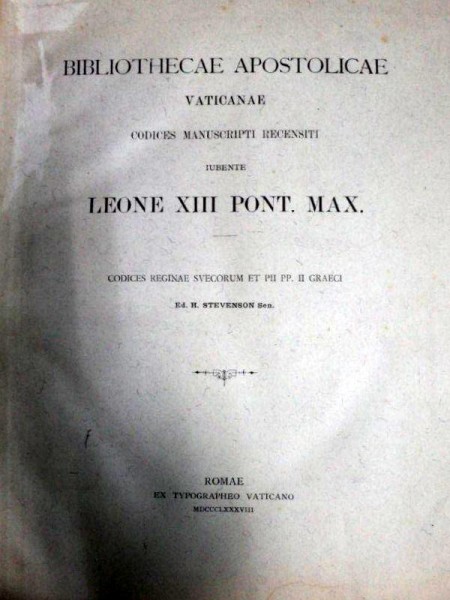 BIBLIOTHECAE APOSTOLICAE
VATICANAE
CODICES MANUSCRIPTI RECENSITI
IUBENTE
LEONE XIII PONT. MAX.
CODICES REGINAE SVECORUM ET PII PP. II GRAECI
Ed. H. STEVENSON Sen.
ROMAE
EX TYPOGRAPHEO VATICANO
MDCCCLXXXVIII